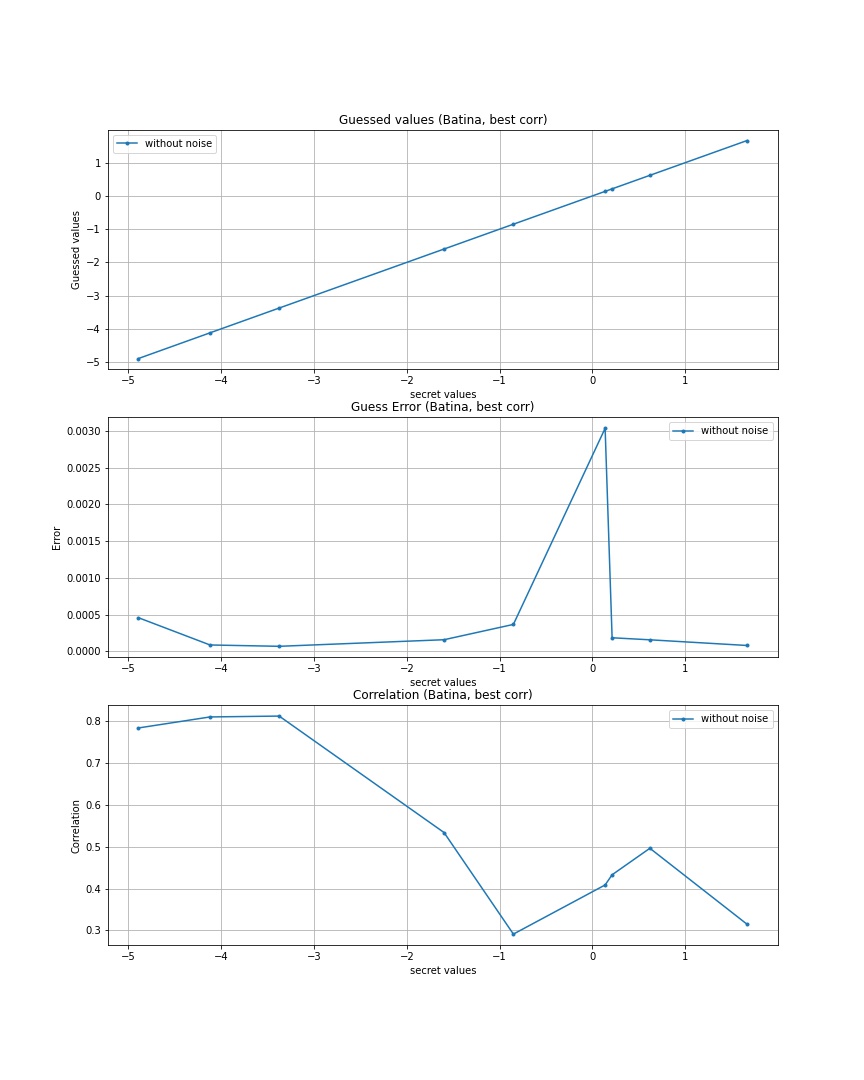 Guessed values (Batina, best corr)
without noise
1
0
−1
−2
−3
−4
−5
Guessed values
−5 −4 −3 −2 −1 0 1
secret values
Guess Error (Batina, best corr)
without noise
0.0030
0.0025
0.0020
0.0015
0.0010
0.0005
0.0000
Error
−5 −4 −3 −2 −1 0 1
secret values
Correlation (Batina, best corr)
without noise
0.8
0.7
0.6
0.5
0.4
0.3
Correlation
−5 −4 −3 −2 −1 0 1
secret values